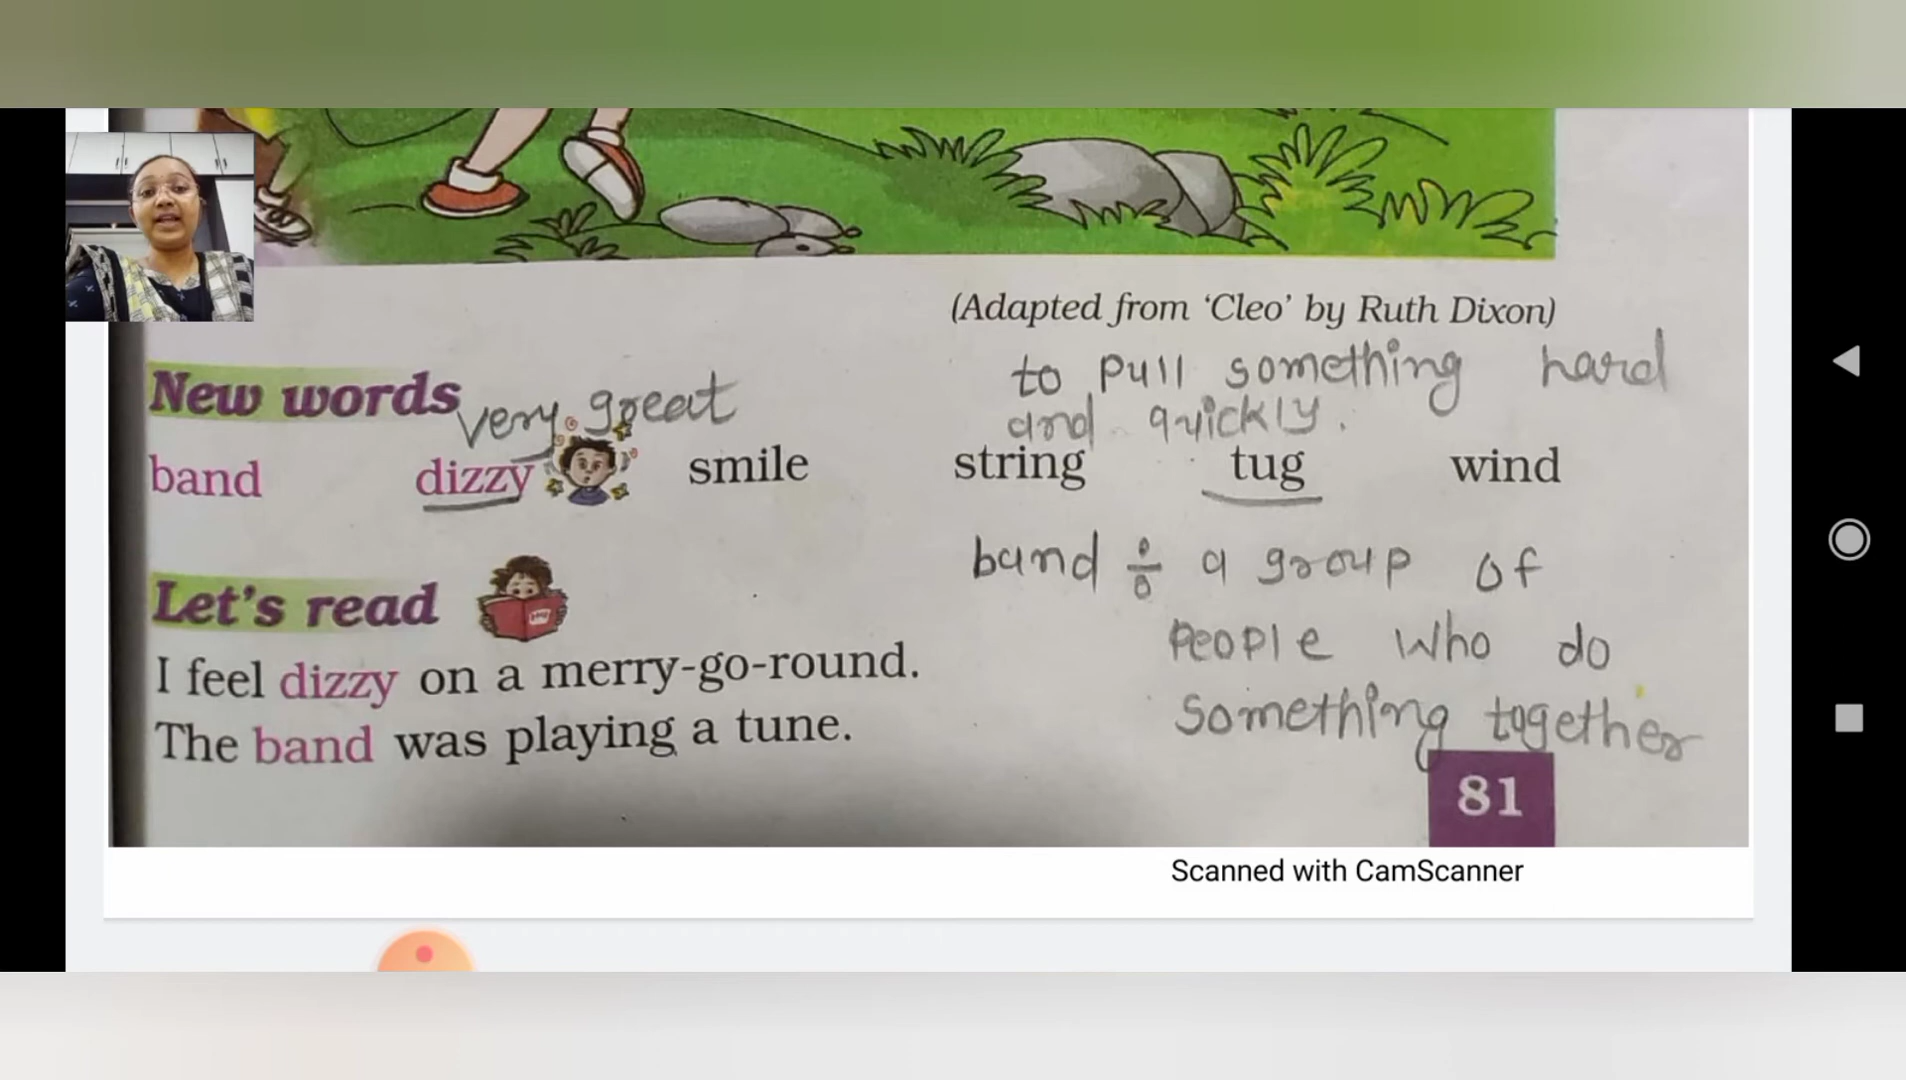 (Adapted from ‘Cleo’ by Ruth Dixon)
to pull something hard
and quickly.
New words
very great
band dizzy smile string tug wind
band ÷ a group of
People who do
something together
Let’s read
I feel dizzy on a merry-go-round.
The band was playing a tune.
81
Scanned with CamScanner